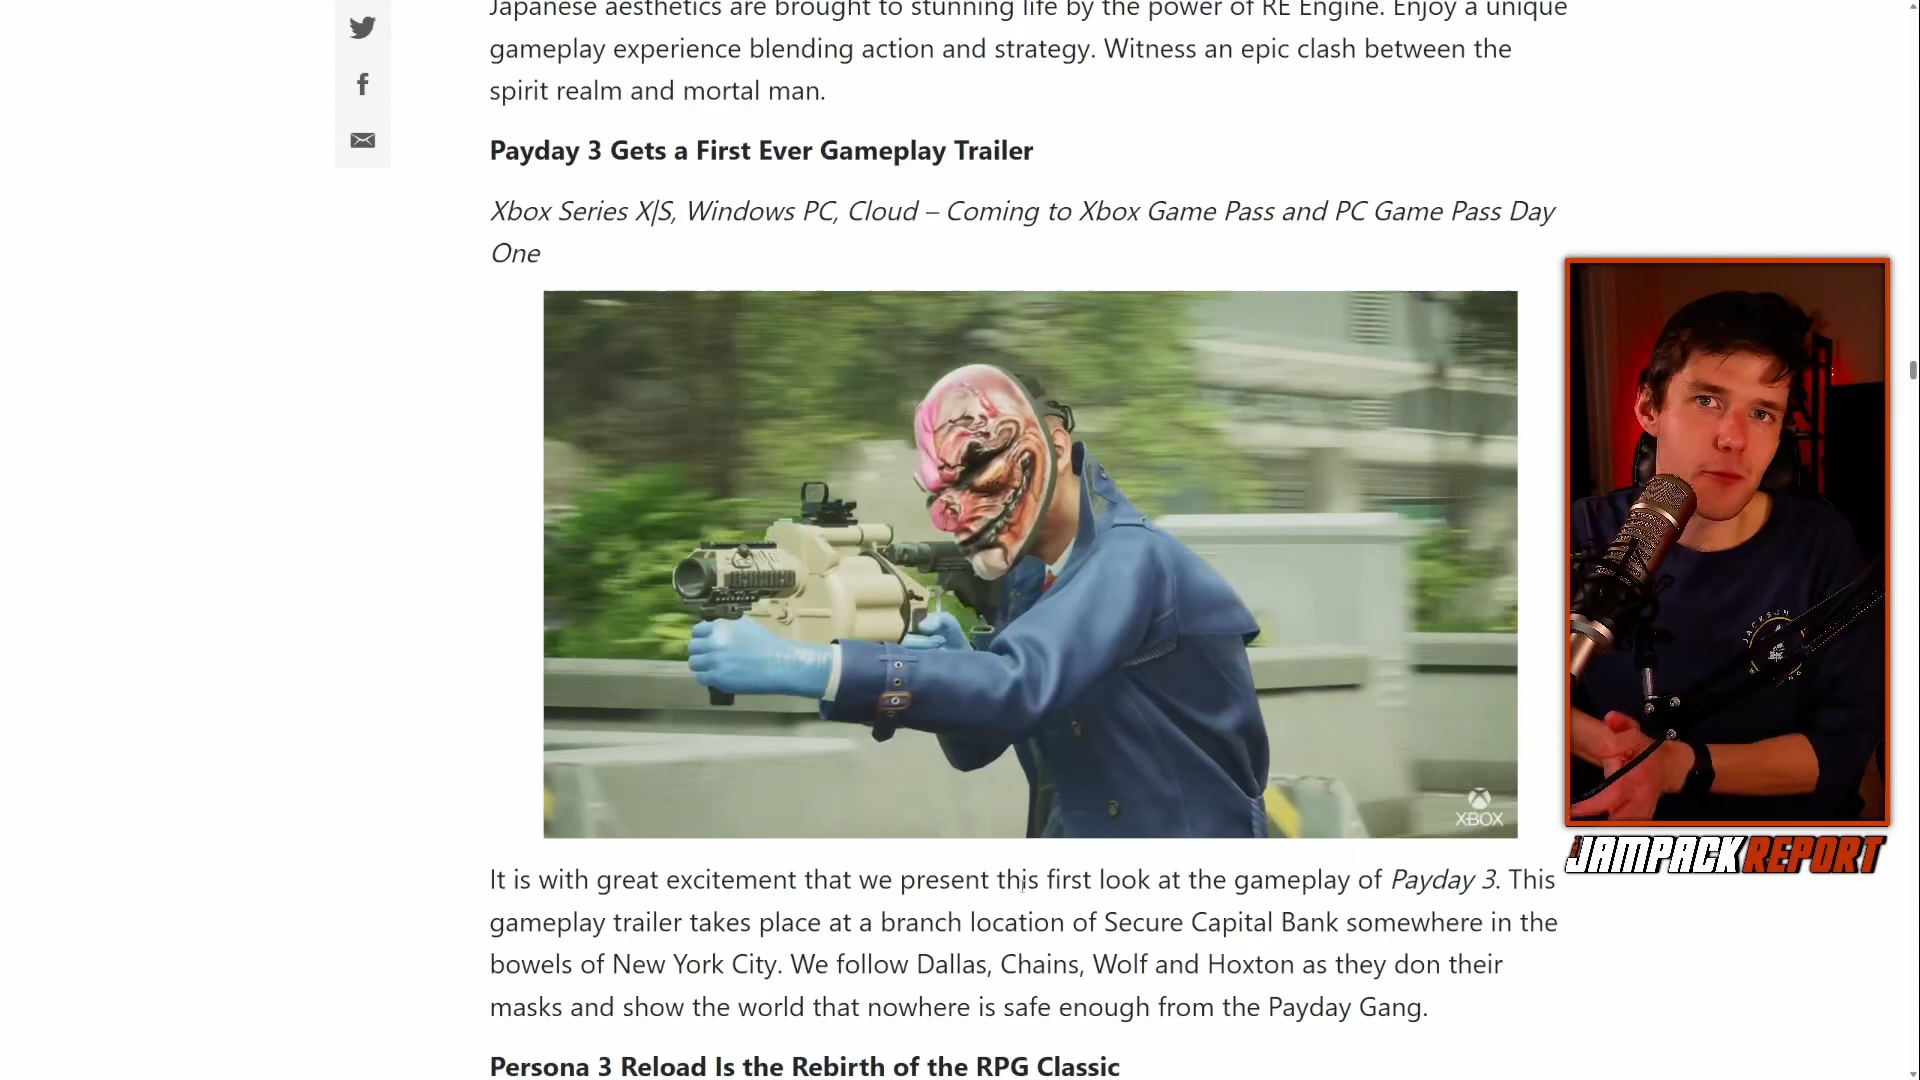 Japanese aesthetics are brought to stunning life by the power of RE Engine. Enjoy a unique
gameplay experience blending action and strategy. Witness an epic clash between the
spirit realm and mortal man.
Payday 3 Gets a First Ever Gameplay Trailer
Xbox Series X|S, Windows PC, Cloud – Coming to Xbox Game Pass and PC Game Pass Day
One
XBOX
JACKSON
JAMPACK REPORT
It is with great excitement that we present this first look at the gameplay of Payday 3. This
gameplay trailer takes place at a branch location of Secure Capital Bank somewhere in the
bowels of New York City. We follow Dallas, Chains, Wolf and Hoxton as they don their
masks and show the world that nowhere is safe enough from the Payday Gang.
Persona 3 Reload Is the Rebirth of the RPG Classic